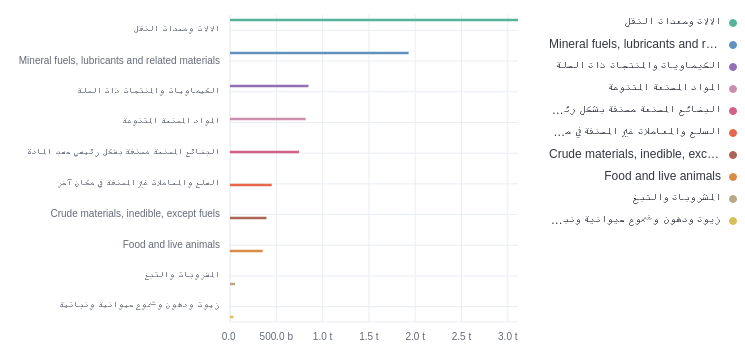 الالات ومعدات النقل
Mineral fuels, lubricants and related materials
الكيماويات والمنتجات ذات الصلة
المواد المصنعة المتنوعة
البضائع المصنعة مصنفة بشكل رئيسي حسب المادة
السلع والمعاملات غير المصنفة في مكان آخر
Crude materials, inedible, except fuels
Food and live animals
المشروبات والتبغ
زيوت ودهون وشموع حيوانية ونباتية
0.0 500.0 b 1.0 t 1.5 t 2.0 t 2.5 t 3.0 t
الالات ومعدات النقل
Mineral fuels, lubricants and r...
الكيماويات والمنتجات ذات الصلة
المواد المصنعة المتنوعة
البضائع المصنعة مصنفة بشكل رئ...
السلع والمعاملات غير المصنفة في م...
Crude materials, inedible, exc...
Food and live animals
المشروبات والتبغ
زيوت ودهون وشموع حيوانية ونب...